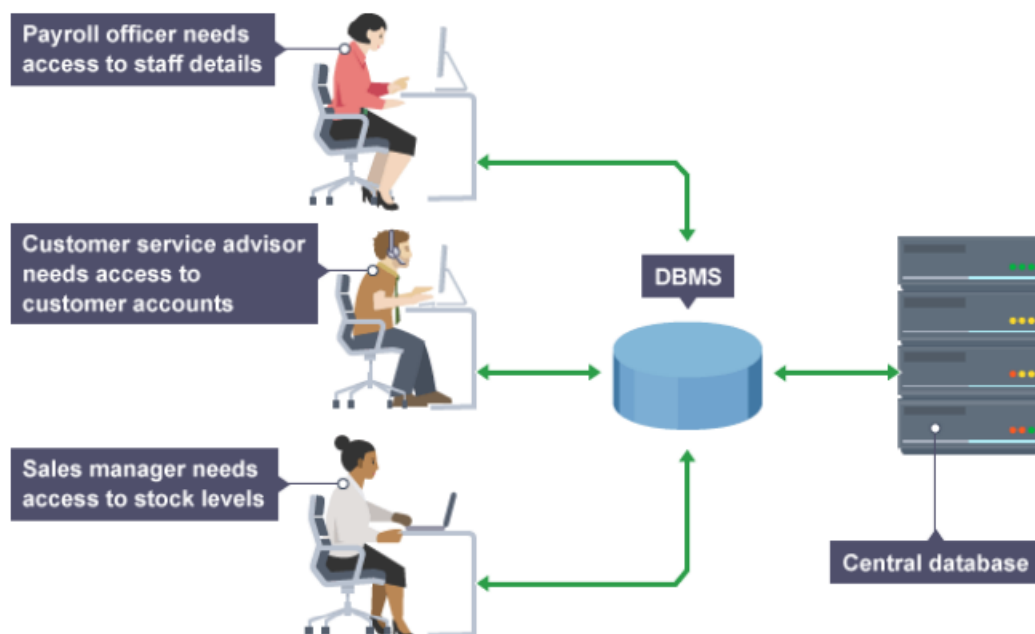 Payroll officer needs
access to staff details
Customer service advisor
needs access to
customer accounts
DBMS
Sales manager needs
access to stock levels
Central database